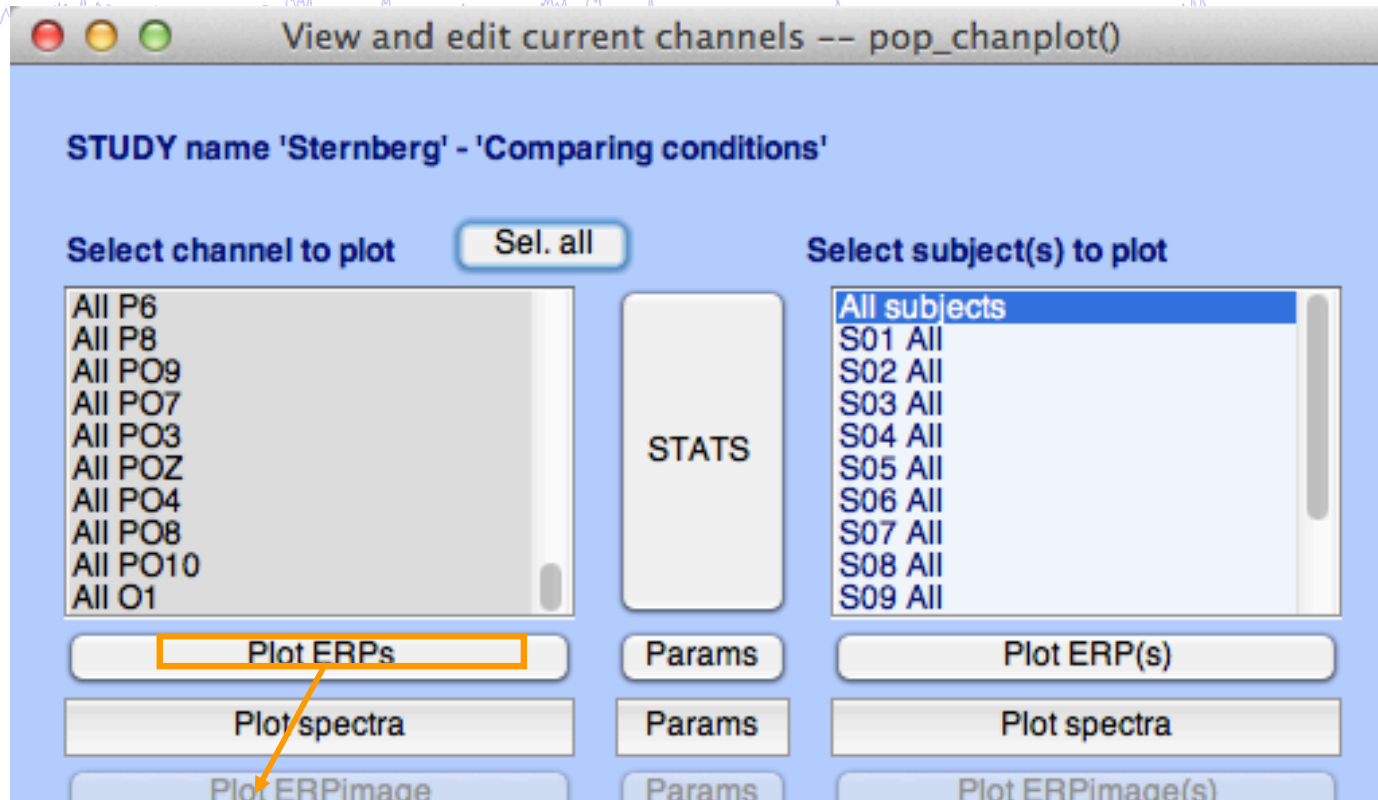 View and edit current channels -- pop_chanplot()
STUDY name 'Sternberg' - 'Comparing conditions'
Select channel to plot
Sel. all
Select subject(s) to plot
All P6
All P8
All PO9
All PO7
All PO3
All POZ
All PO4
All PO8
All PO10
All O1
STATS
All subjects
S01 All
S02 All
S03 All
S04 All
S05 All
S06 All
S07 All
S08 All
S09 All
Plot ERPs
Params
Plot ERP(s)
Plot spectra
Params
Plot spectra
Plot ERPimage
Params
Plot ERPimage(s)